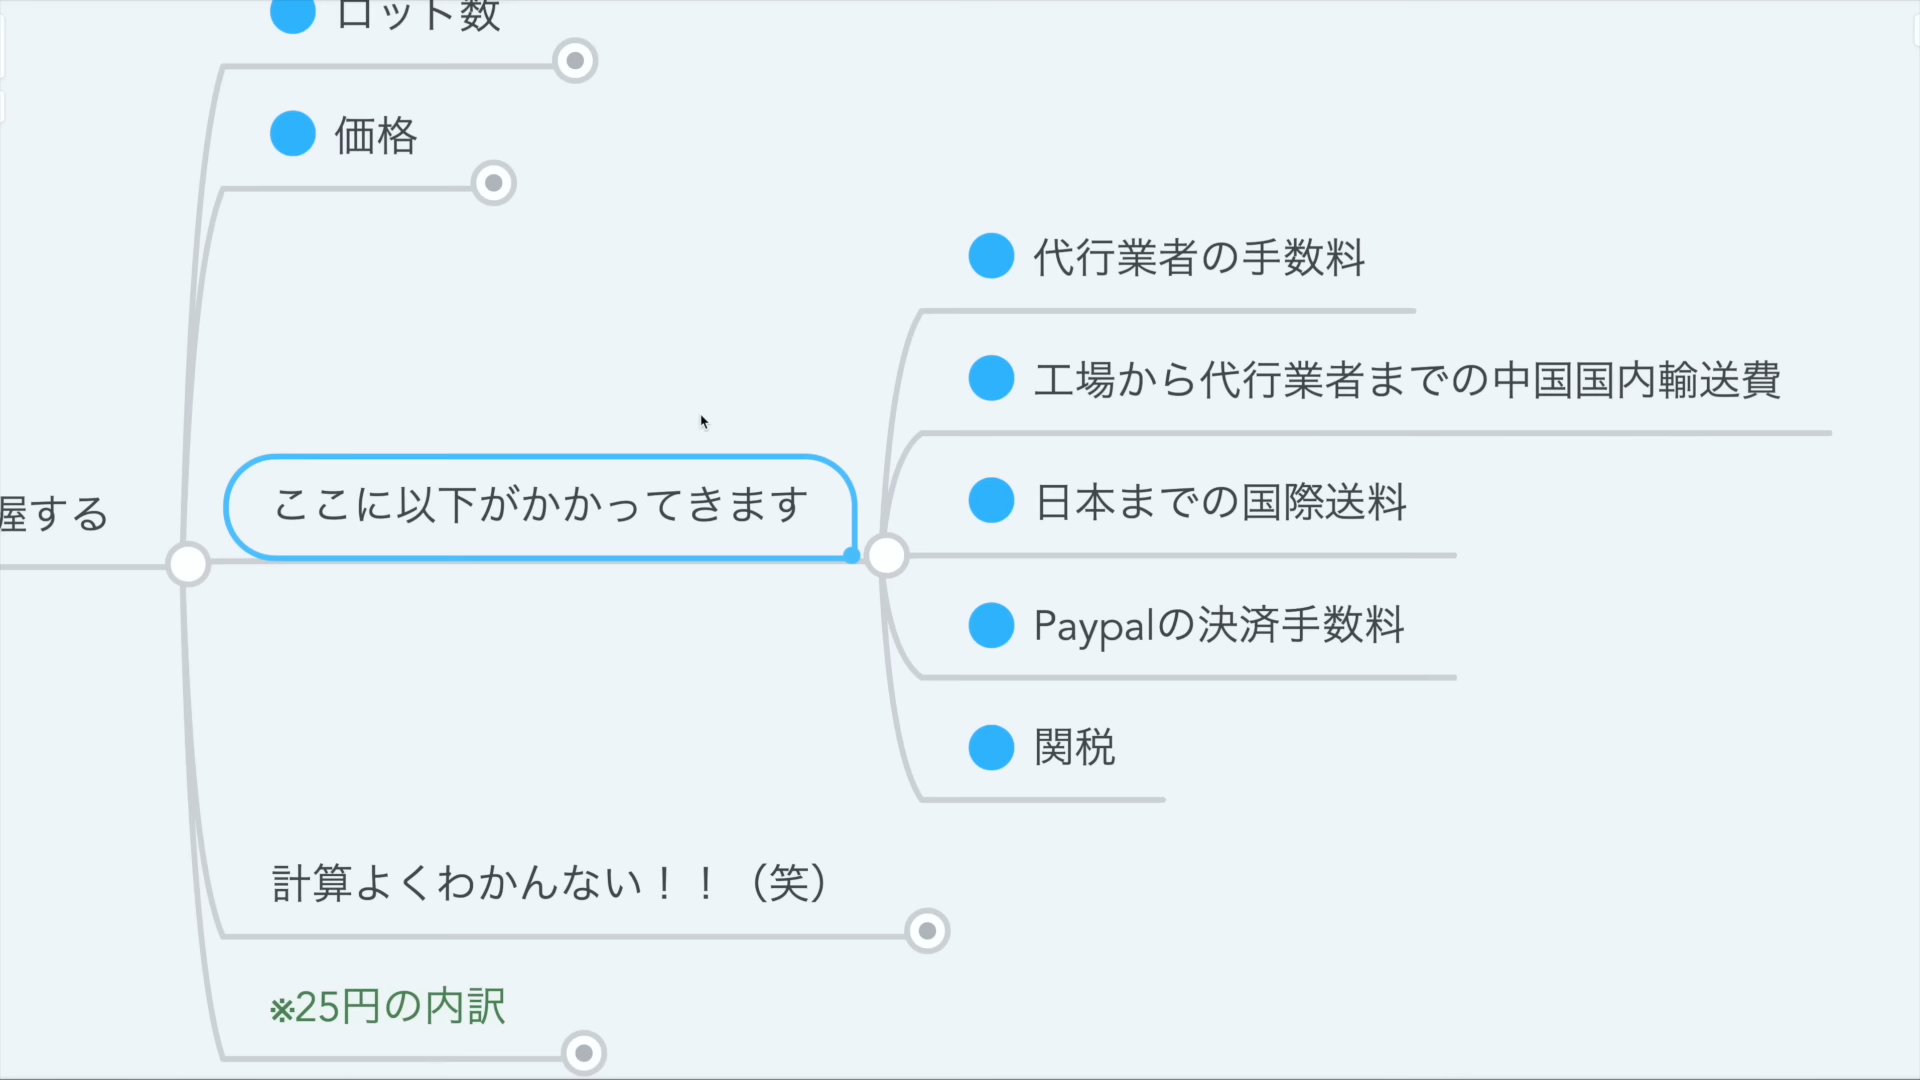 ロット数
価格
代行業者の手数料
工場から代行業者までの中国国内輸送費
握する
ここに以下がかかってきます
日本までの国際送料
Paypalの決済手数料
関税
計算よくわかんない！！（笑）
※25円の内訳